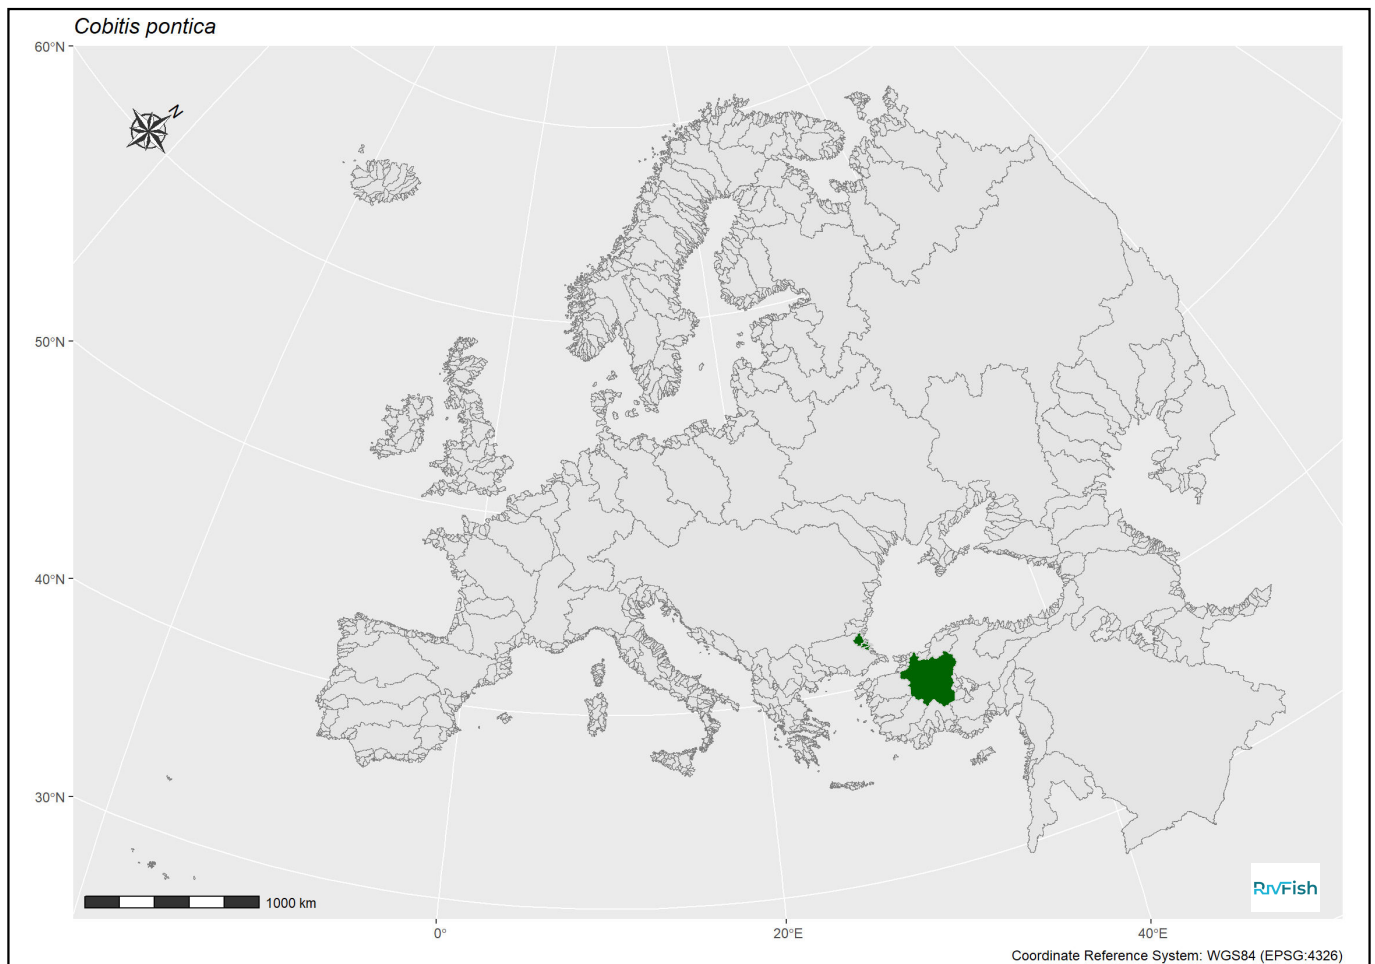 Cobitis pontica
60°N
N
50°N
40°N
30°N
1000 km
RivFish
0°
20°E
40°E
Coordinate Reference System: WGS84 (EPSG:4326)